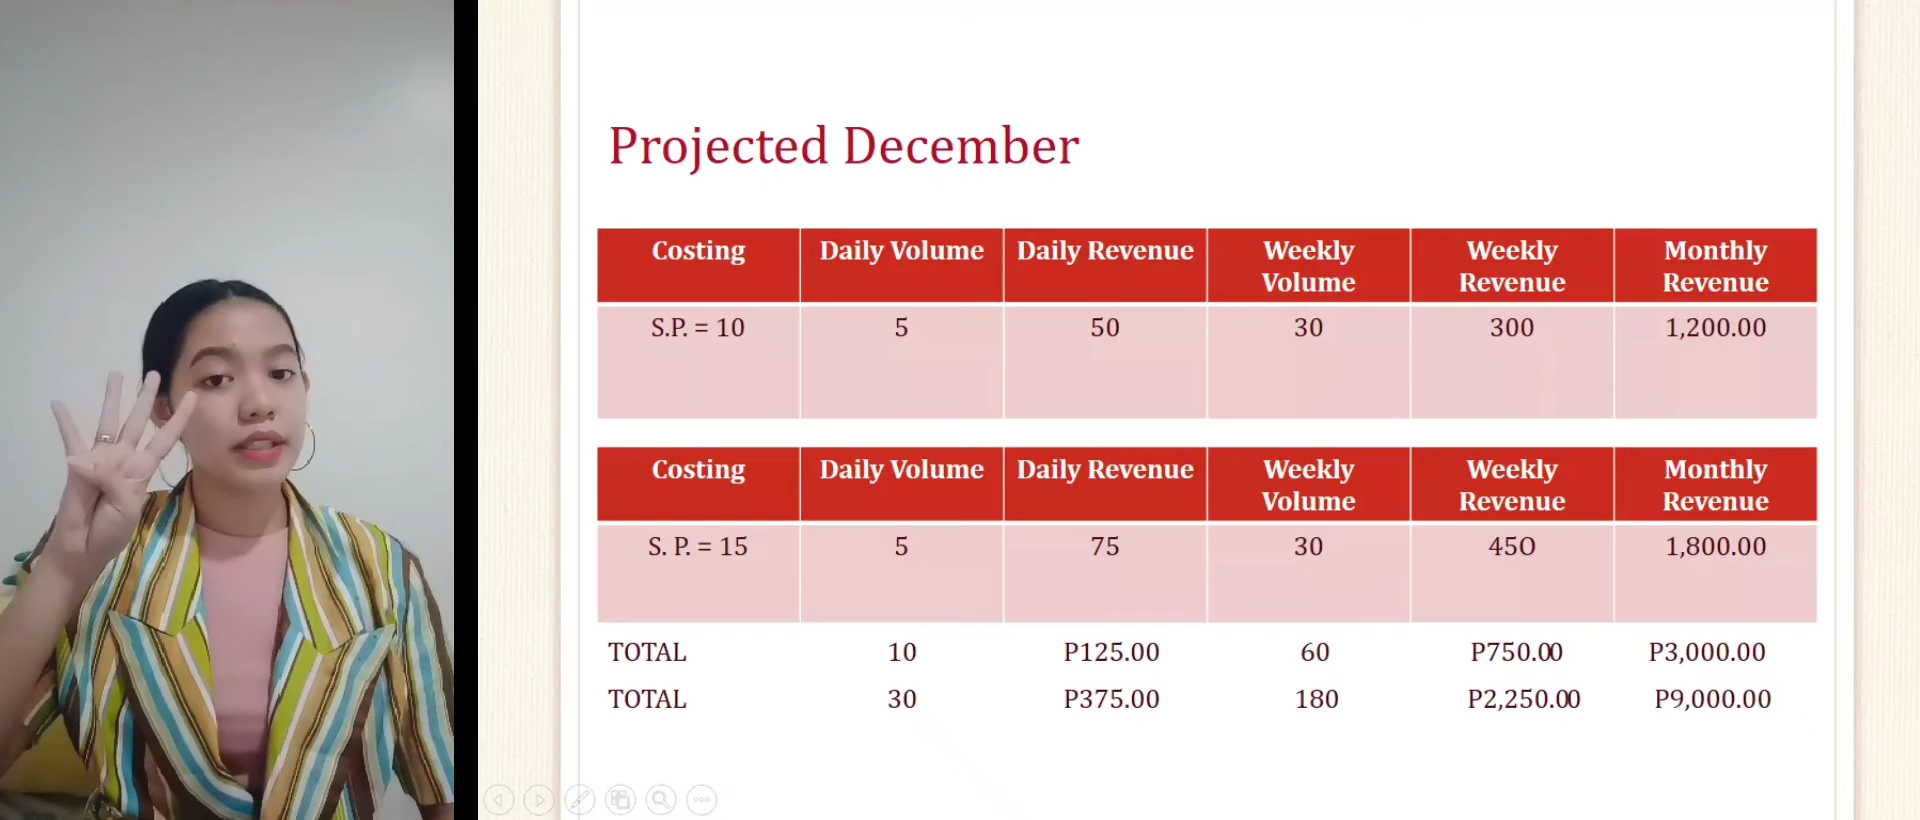 Projected December
Costing Daily Volume Daily Revenue Weekly Volume Weekly Revenue Monthly Revenue
S.P. = 10 5 50 30 300 1,200.00
Costing Daily Volume Daily Revenue Weekly Volume Weekly Revenue Monthly Revenue
S. P. = 15 5 75 30 45O 1,800.00
TOTAL 10 P125.00 60 P750.00 P3,000.00
TOTAL 30 P375.00 180 P2,250.00 P9,000.00